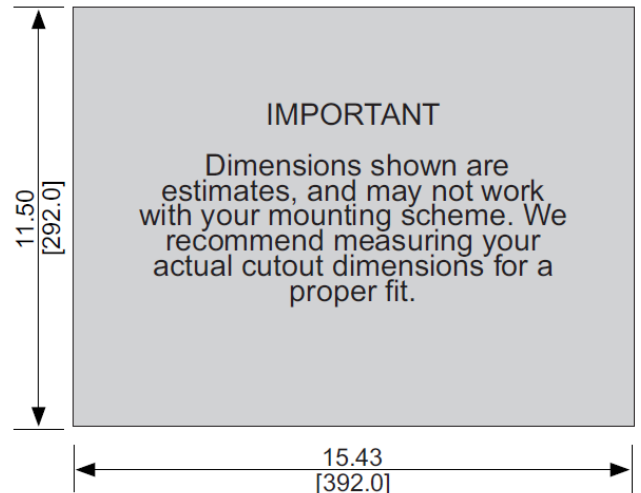 IMPORTANT
Dimensions shown are
estimates, and may not work
with your mounting scheme. We
recommend measuring your
actual cutout dimensions for a
proper fit.
11.50
[292.0]
15.43
[392.0]